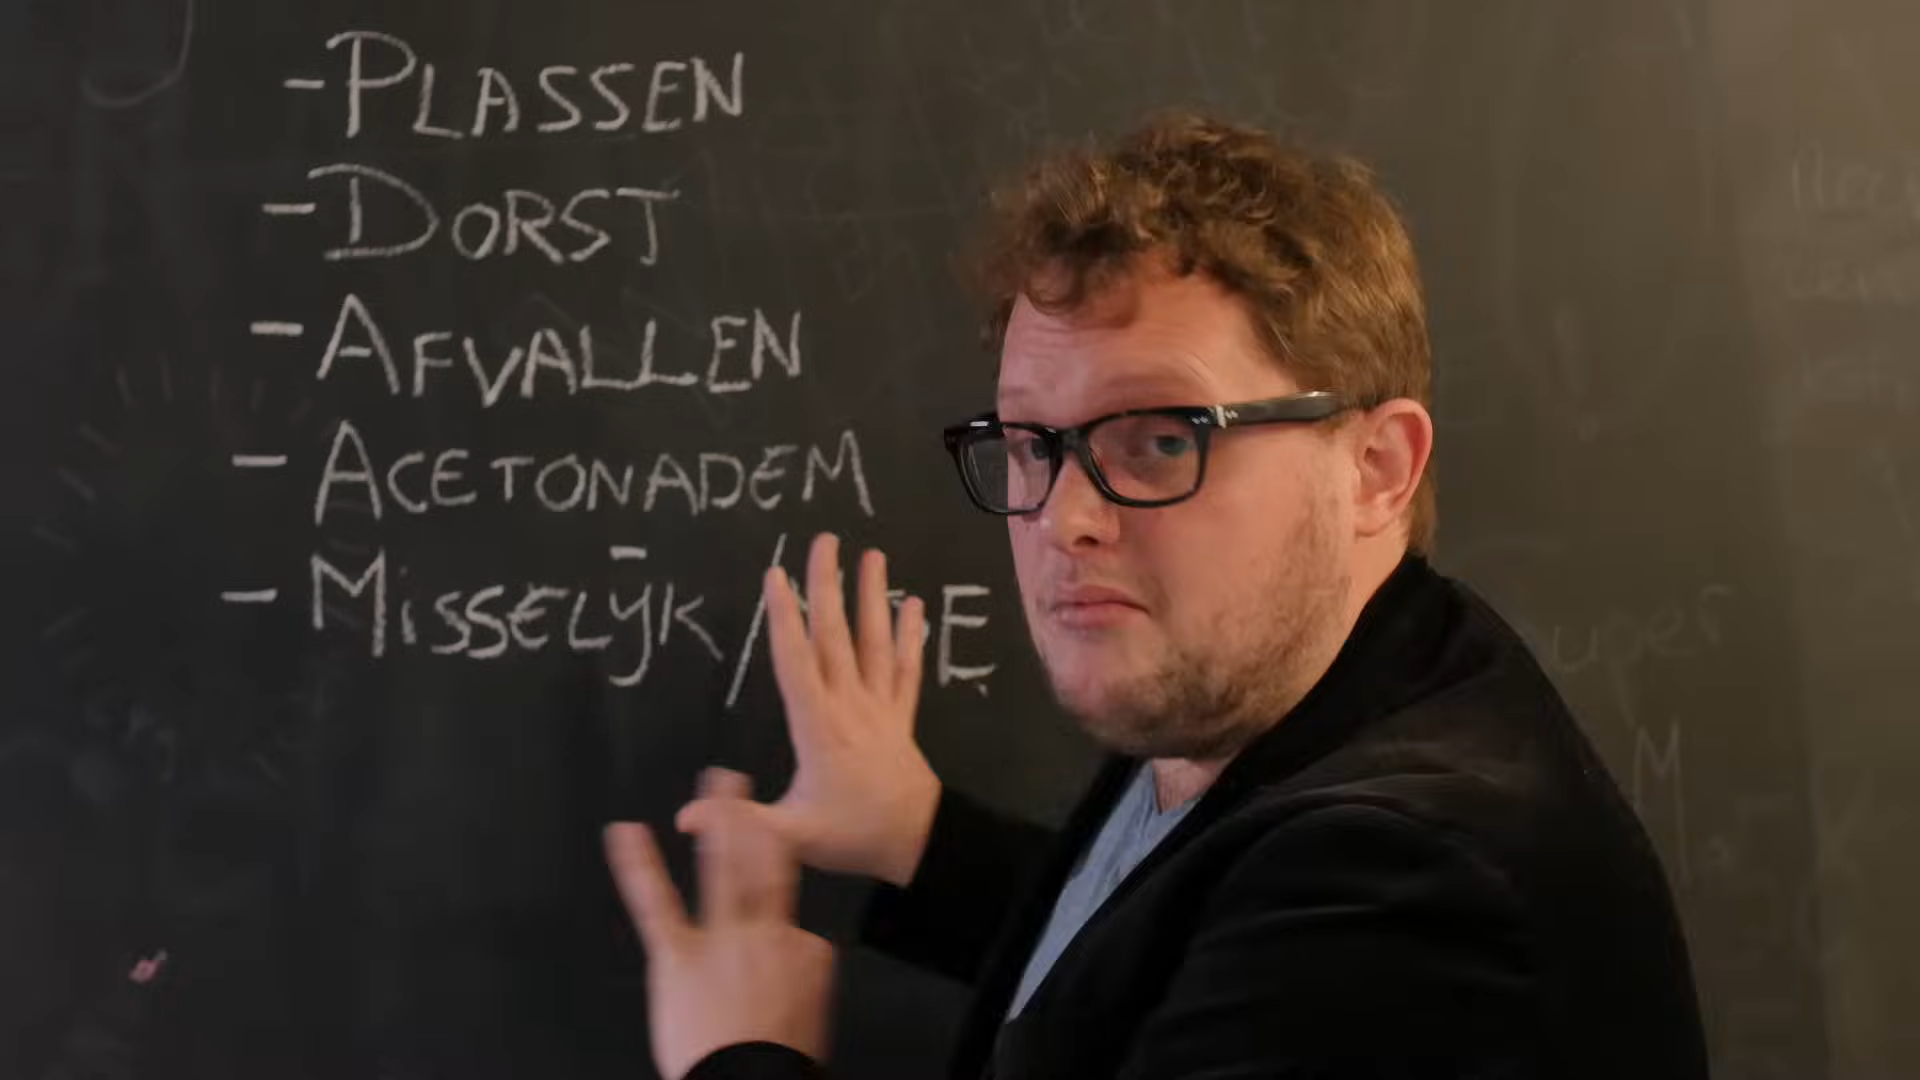 - PLASSEN
- DORST
- AFVALLEN
- ACETONADEM
- MISSELIJK /